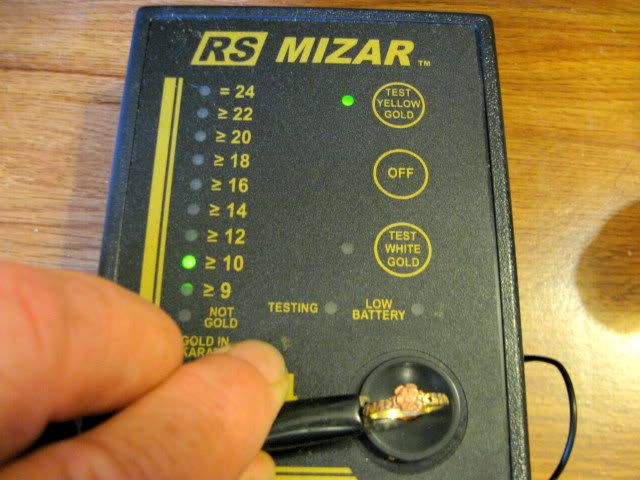 RS MIZAR ™
= 24
≥ 22
≥ 20
≥ 18
≥ 16
≥ 14
≥ 12
≥ 10
≥ 9
NOT
GOLD
GOLD IN
TEST
YELLOW
GOLD
OFF
TEST
WHITE
GOLD
TESTING
LOW
BATTERY